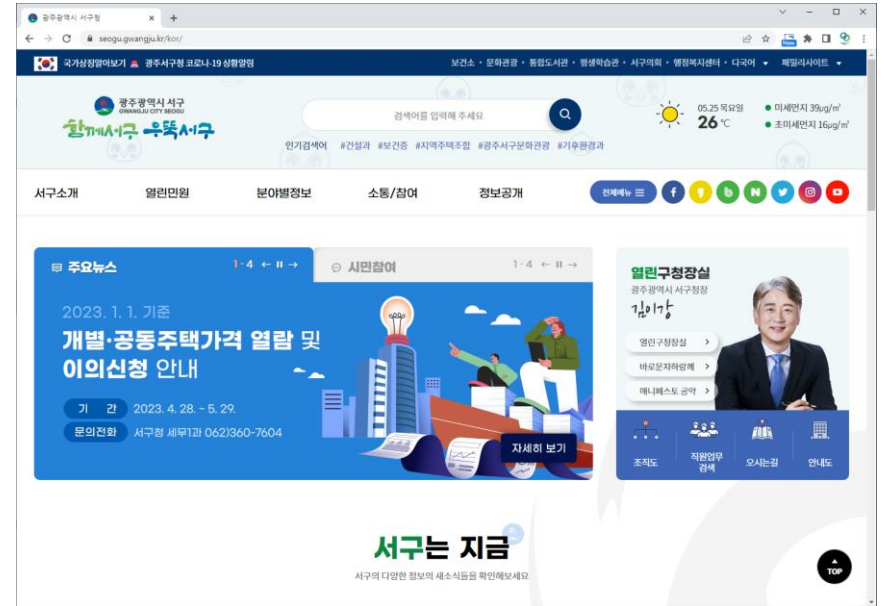 광주광역시 서구청
seogu.gwangju.kr/kor/
New
국가상징알아보기 광주서구청 코로나-19 상황알림
보건소 · 문화관광 · 통합도서관 · 평생학습관 · 서구의회 · 행정복지센터 · 다국어 패밀리사이트
광주광역시 서구
GWANGJU CITY SEOGU
함께서구 우뚝서구
검색어를 입력해 주세요
인기검색어 #건설과 #보건증 #지역주택조합 #광주서구문화관광 #기후환경과
05.25 목요일
26 ℃
미세먼지 39㎍/㎥
초미세먼지 16㎍/㎥
서구소개 열린민원 분야별정보 소통/참여 정보공개
전체메뉴
주요뉴스 1-4
시민참여 1-4
2023. 1. 1. 기준
개별·공동주택가격 열람 및
이의신청 안내
기 간 2023. 4. 28. ~ 5. 29.
문의전화 서구청 세무1과 062)360-7604
자세히 보기
열린구청장실
광주광역시 서구청장
김이강
열린구청장실
바로문자하랑께
매니페스토 공약
조직도
직원업무
검색
오시는길
안내도
서구는 지금
서구의 다양한 정보의 새소식들을 확인해보세요
TOP